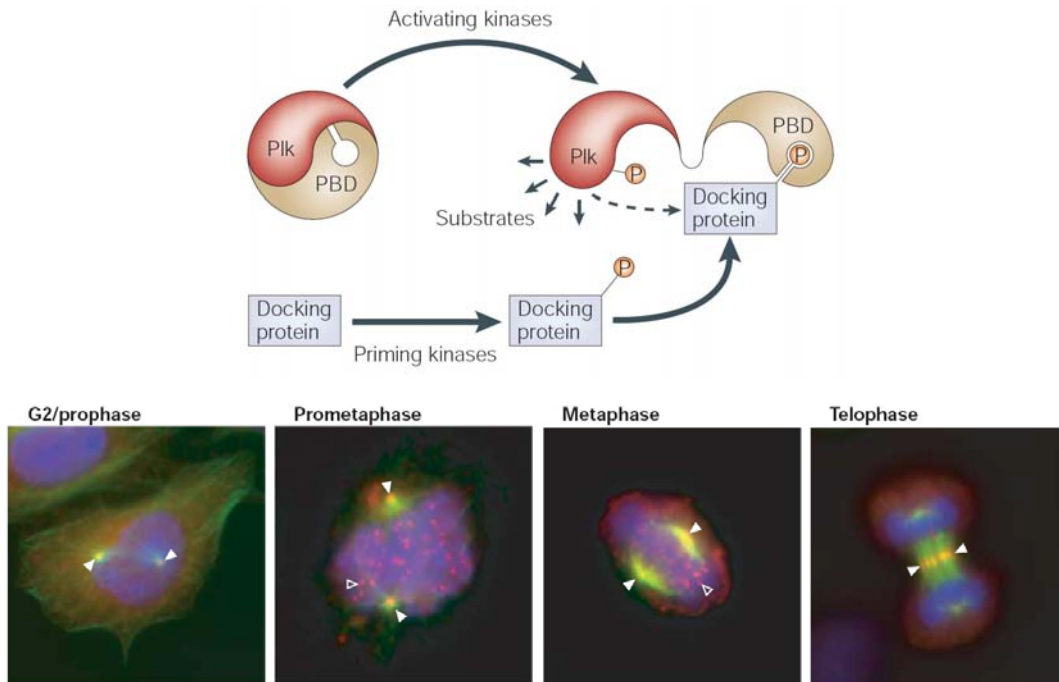 Activating kinases
Plk
PBD
Plk
P
PBD
P
Substrates
Docking
protein
P
Docking
protein
Priming kinases
Docking
protein
G2/prophase
Prometaphase
Metaphase
Telophase